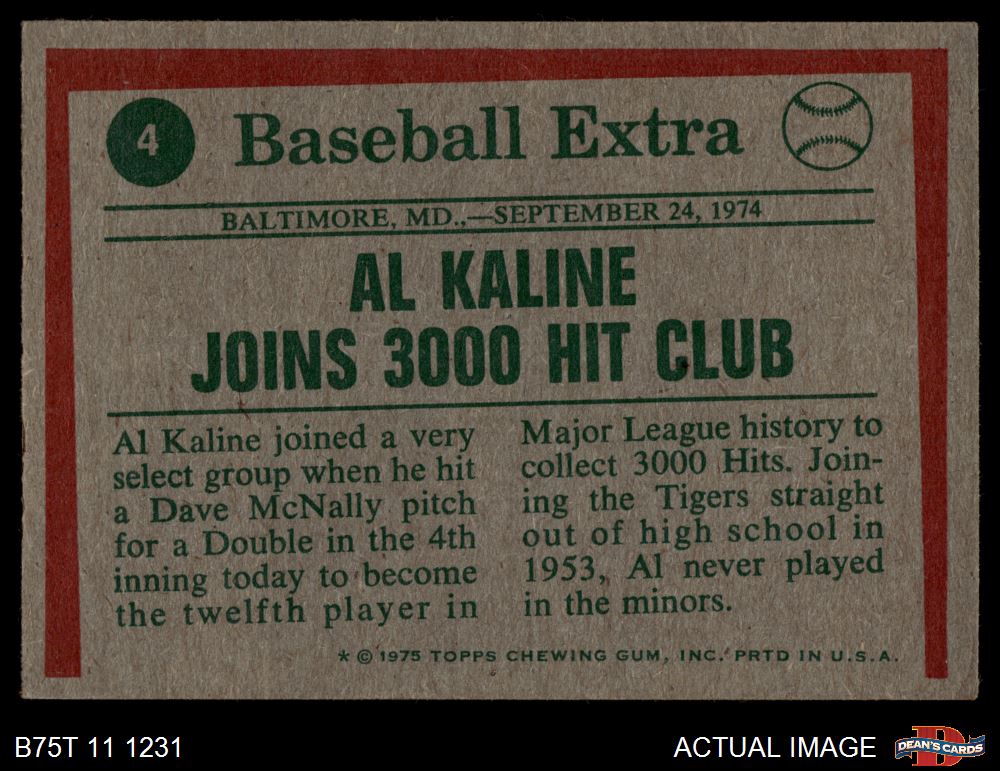 4
Baseball Extra
BALTIMORE, MD.,—SEPTEMBER 24, 1974
AL KALINE
JOINS 3000 HIT CLUB
Al Kaline joined a very
select group when he hit
a Dave McNally pitch
for a Double in the 4th
inning today to become
the twelfth player in
Major League history to
collect 3000 Hits. Join-
ing the Tigers straight
out of high school in
1953, Al never played
in the minors.
* © 1975 TOPPS CHEWING GUM, INC. PRTD IN U.S.A.
B75T 11 1231
ACTUAL IMAGE
D
DEAN'S CARDS